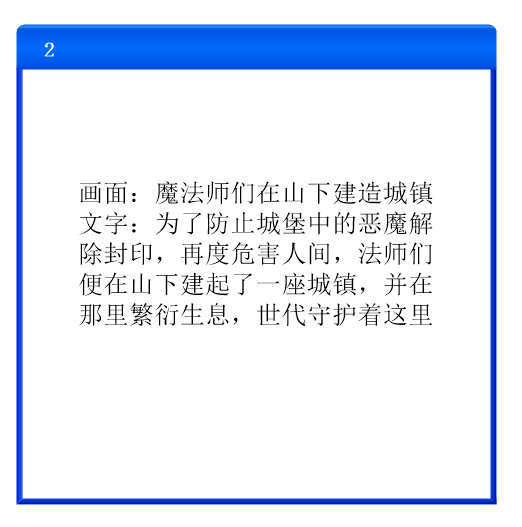 2
画面：魔法师们在山下建造城镇
文字：为了防止城堡中的恶魔解
除封印，再度危害人间，法师们
便在山下建起了一座城镇，并在
那里繁衍生息，世代守护着这里